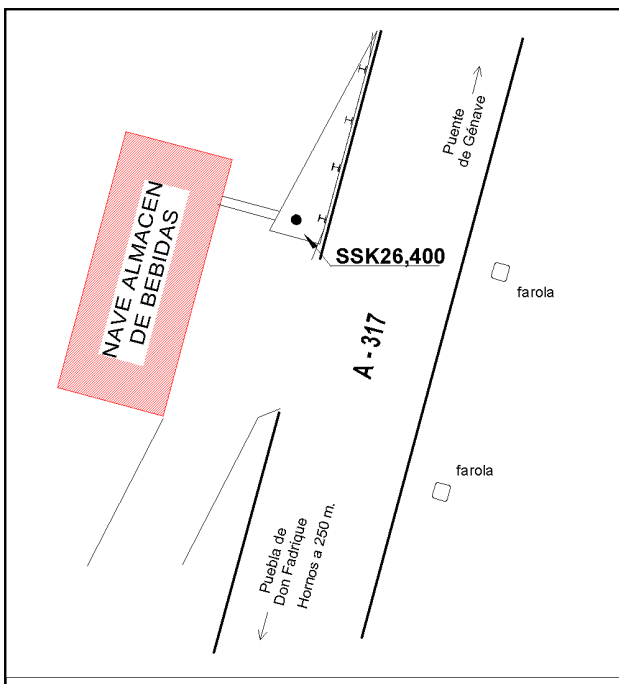 Puente
de Génave
NAVE ALMACEN
DE BEBIDAS
SSK26,400
farola
A - 317
farola
Puebla de
Don Fadrique
Hornos a 250 m.